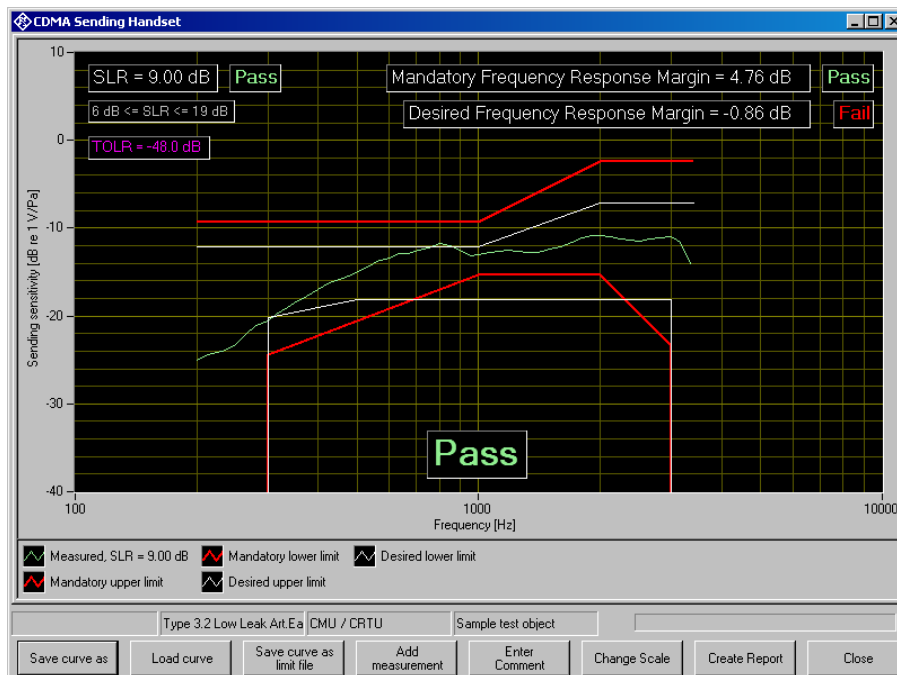 CDMA Sending Handset
10
SLR = 9.00 dB Pass
Mandatory Frequency Response Margin = 4.76 dB Pass
6 dB <= SLR <= 19 dB
Desired Frequency Response Margin = -0.86 dB Fail
0
TOLR = -48.0 dB
-10
Sending sensitivity [dB re 1 V/Pa]
-20
-30
Pass
-40
100 1000 10000
Frequency [Hz]
Measured, SLR = 9.00 dB Mandatory lower limit Desired lower limit
Mandatory upper limit Desired upper limit
Type 3.2 Low Leak Art.Ea CMU / CRTU Sample test object
Save curve as Load curve Save curve as limit file Add measurement Enter Comment Change Scale Create Report Close